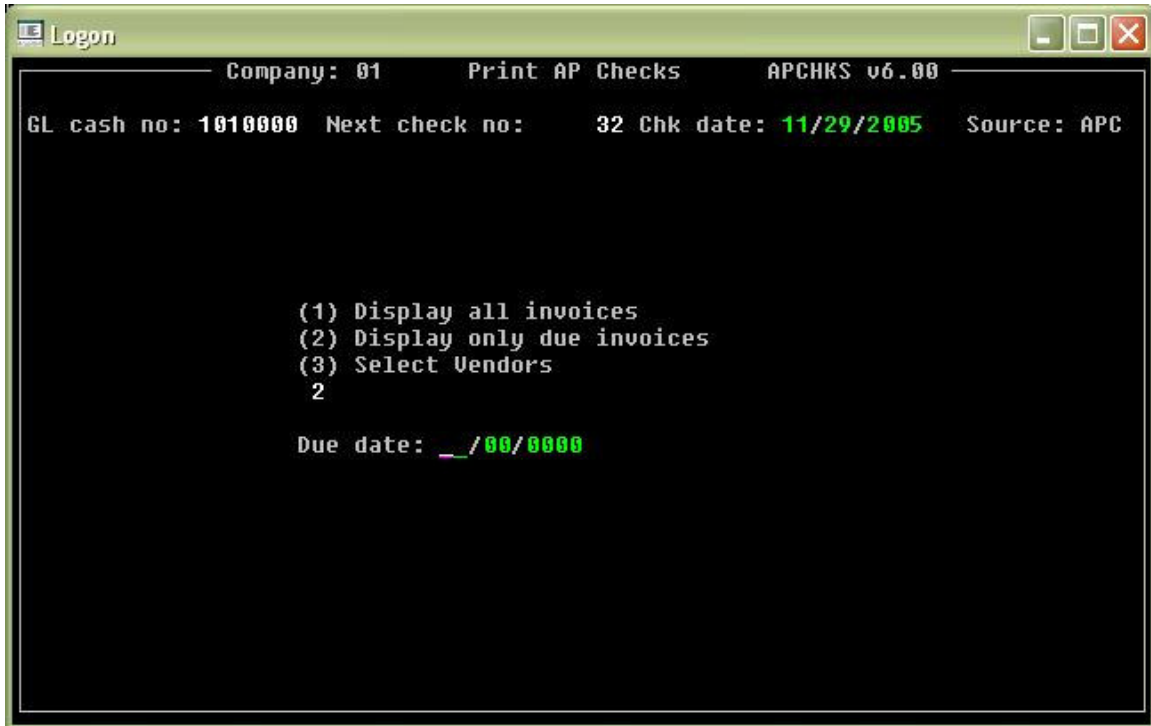 Logon
Company: 01 Print AP Checks APCHKS v6.00
GL cash no: 1010000 Next check no: 32 Chk date: 11/29/2005 Source: APC
(1) Display all invoices
(2) Display only due invoices
(3) Select Vendors
2
Due date: __/00/0000